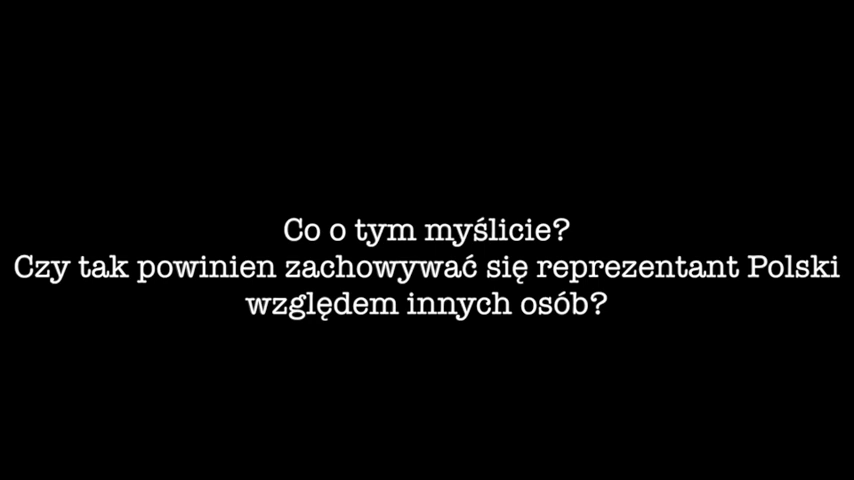 Co o tym myślicie?
Czy tak powinien zachowywać się reprezentant Polski
względem innych osób?